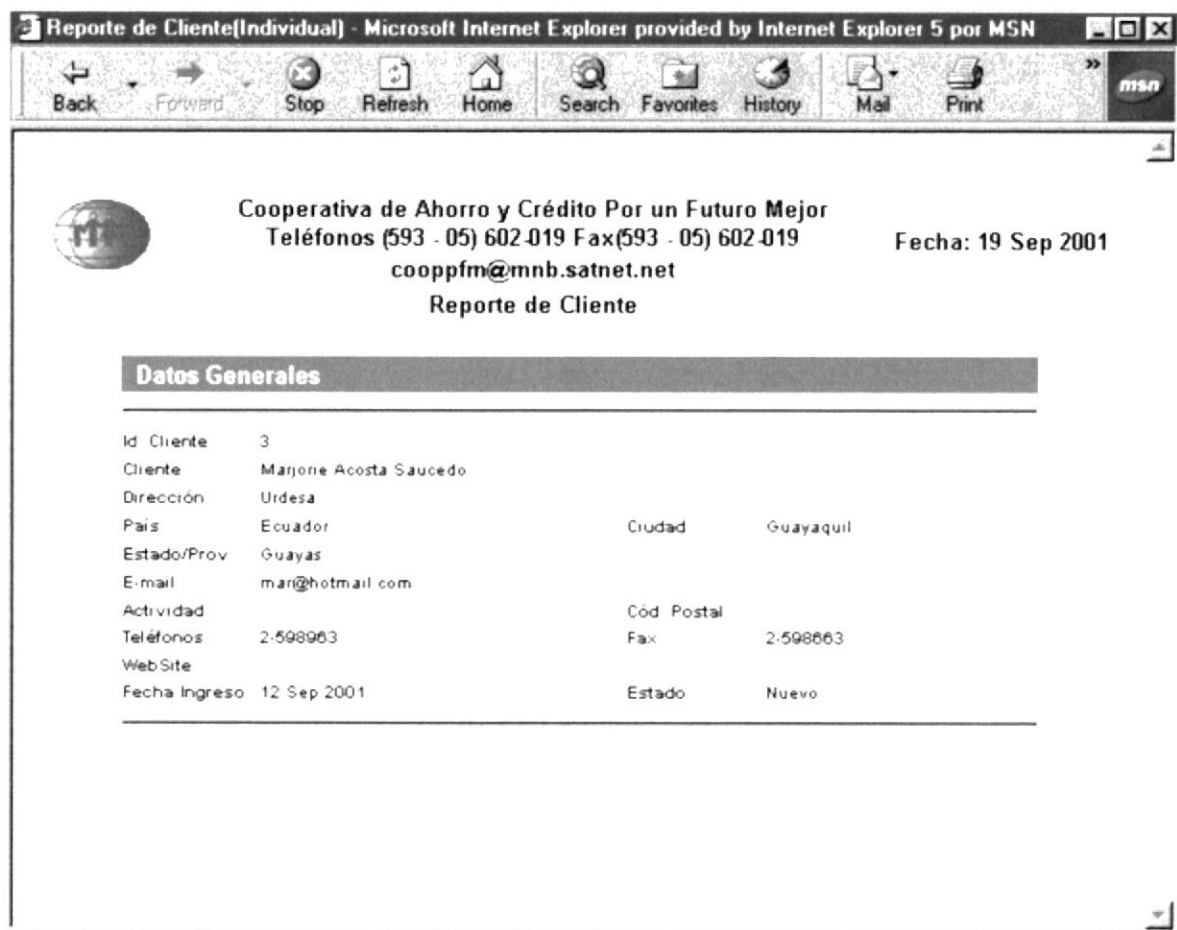 Reporte de Cliente(Individual) - Microsoft Internet Explorer provided by Internet Explorer 5 por MSN
Back Forward Stop Refresh Home Search Favorites History Mail Print » msn
Cooperativa de Ahorro y Crédito Por un Futuro Mejor
Teléfonos (593 - 05) 602-019 Fax(593 - 05) 602-019
Fecha: 19 Sep 2001
cooppfm@mnb.satnet.net
Reporte de Cliente
Datos Generales
Id Cliente 3
Cliente Marjorie Acosta Saucedo
Dirección Urdesa
País Ecuador Ciudad Guayaquil
Estado/Prov Guayas
E-mail mari@hotmail.com
Actividad Cód Postal
Teléfonos 2-598963 Fax 2-598663
WebSite
Fecha Ingreso 12 Sep 2001 Estado Nuevo